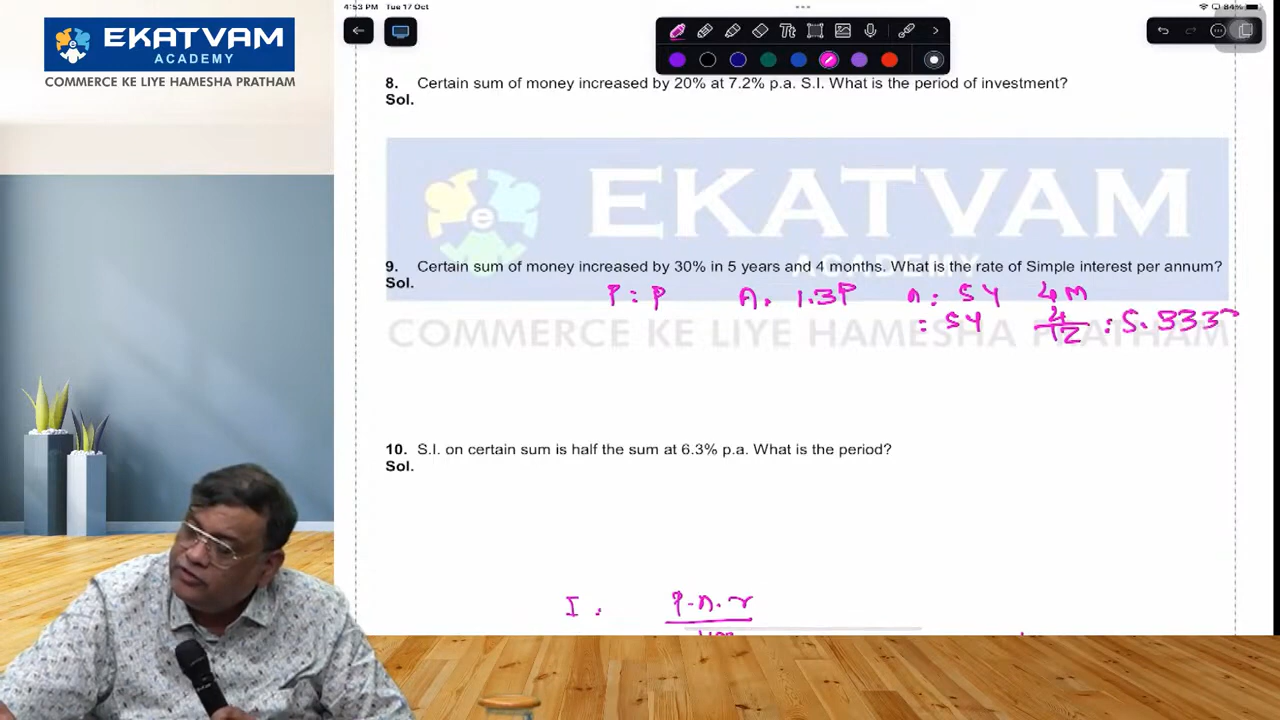 4:53 PM Tue 17 Oct
84%
EKATVAM
ACADEMY
COMMERCE KE LIYE HAMESHA PRATHAM
Tt
8. Certain sum of money increased by 20% at 7.2% p.a. S.I. What is the period of investment?
Sol.
e EKATVAM
ACADEMY
9. Certain sum of money increased by 30% in 5 years and 4 months. What is the rate of Simple interest per annum?
Sol.
P = P A = 1.3P n = 5Y 4M
= 5Y 4/12 = 5.333
COMMERCE KE LIYE HAMESHA PRATHAM
10. S.I. on certain sum is half the sum at 6.3% p.a. What is the period?
Sol.
I = P.n.r